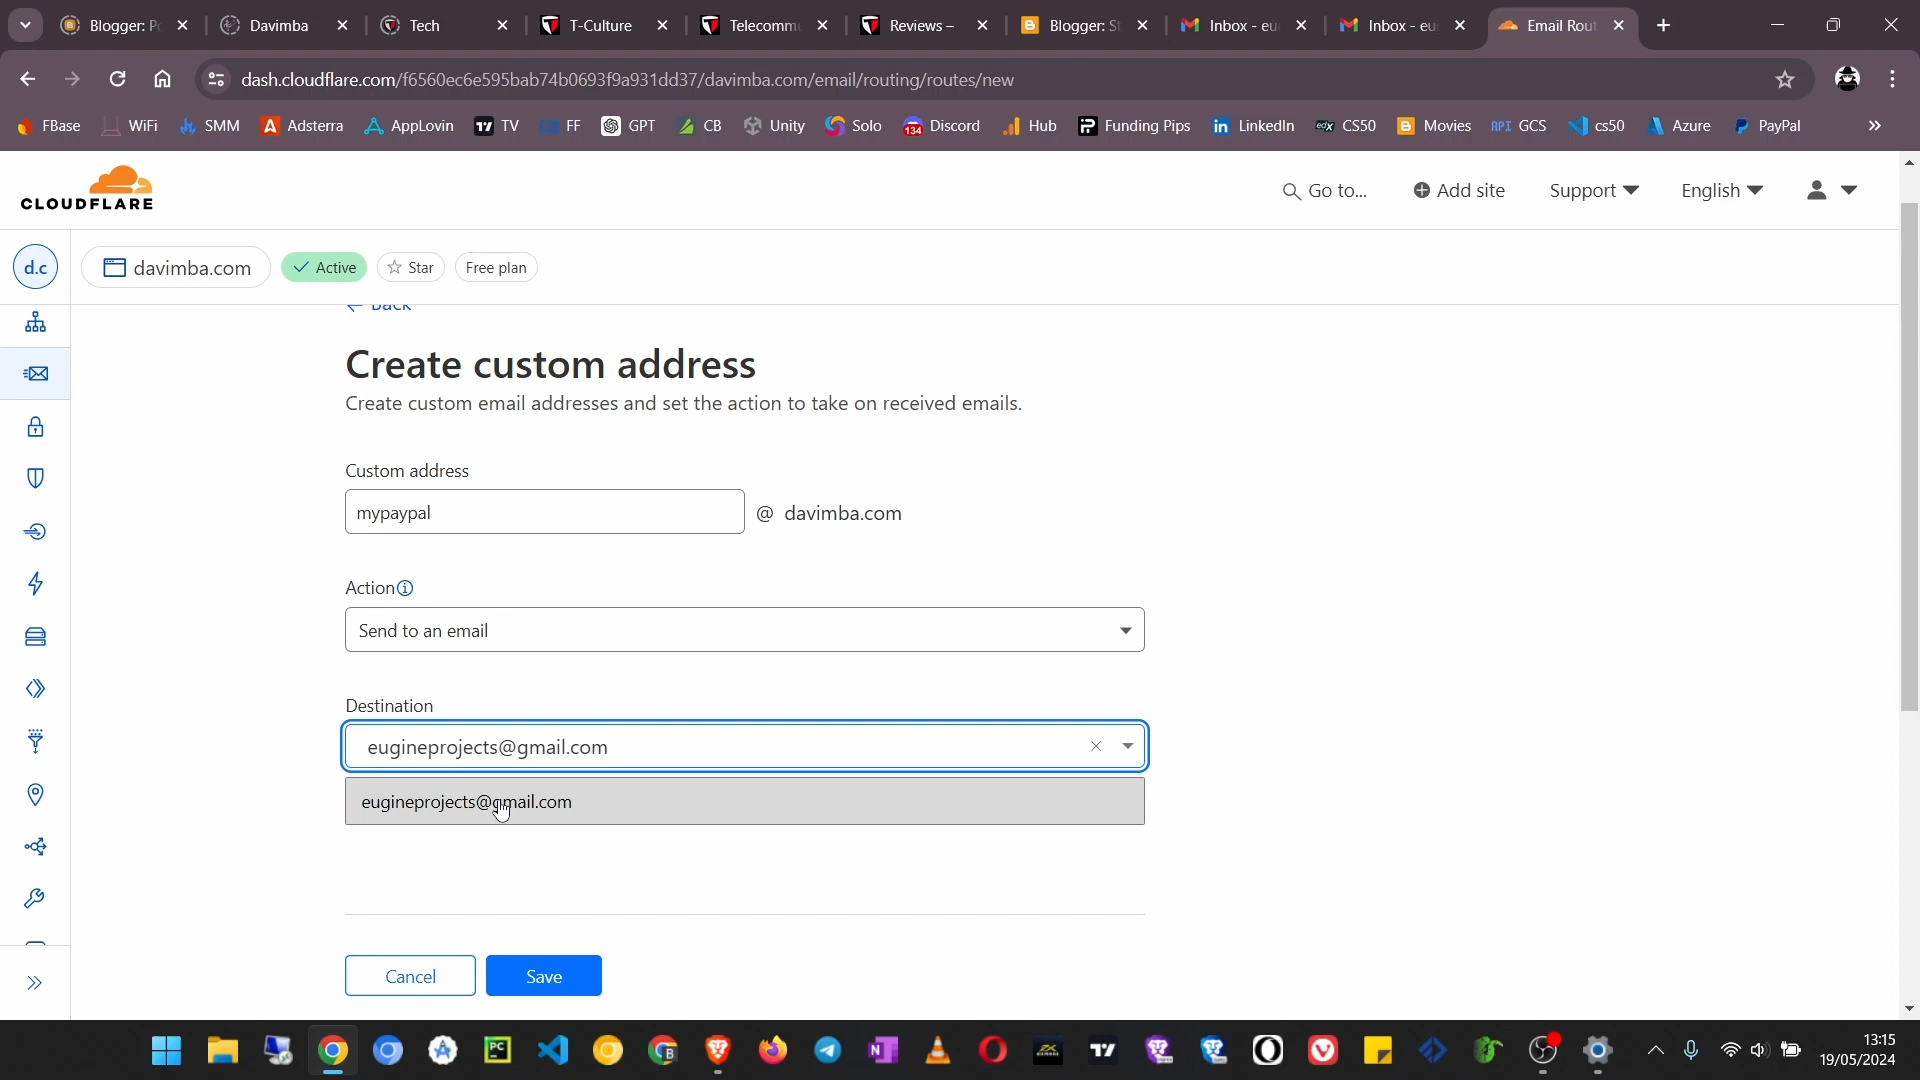 Blogger: P
Davimba
Tech
T-Culture
Telecommu
Reviews –
Blogger: St
Inbox - eu
Inbox - eu
Email Rout
dash.cloudflare.com/f6560ec6e595bab74b0693f9a931dd37/davimba.com/email/routing/routes/new
FBase
WiFi
SMM
Adsterra
AppLovin
TV
FF
GPT
CB
Unity
Solo
134
Discord
Hub
Funding Pips
LinkedIn
edX
CS50
Movies
API
GCS
cs50
Azure
PayPal
CLOUDFLARE
Go to...
Add site
Support
English
d.c
davimba.com
Active
Star
Free plan
Back
Create custom address
Create custom email addresses and set the action to take on received emails.
Custom address
mypaypal
@ davimba.com
Action
Send to an email
Destination
eugineprojects@gmail.com
eugineprojects@gmail.com
Cancel
Save
13:15
19/05/2024